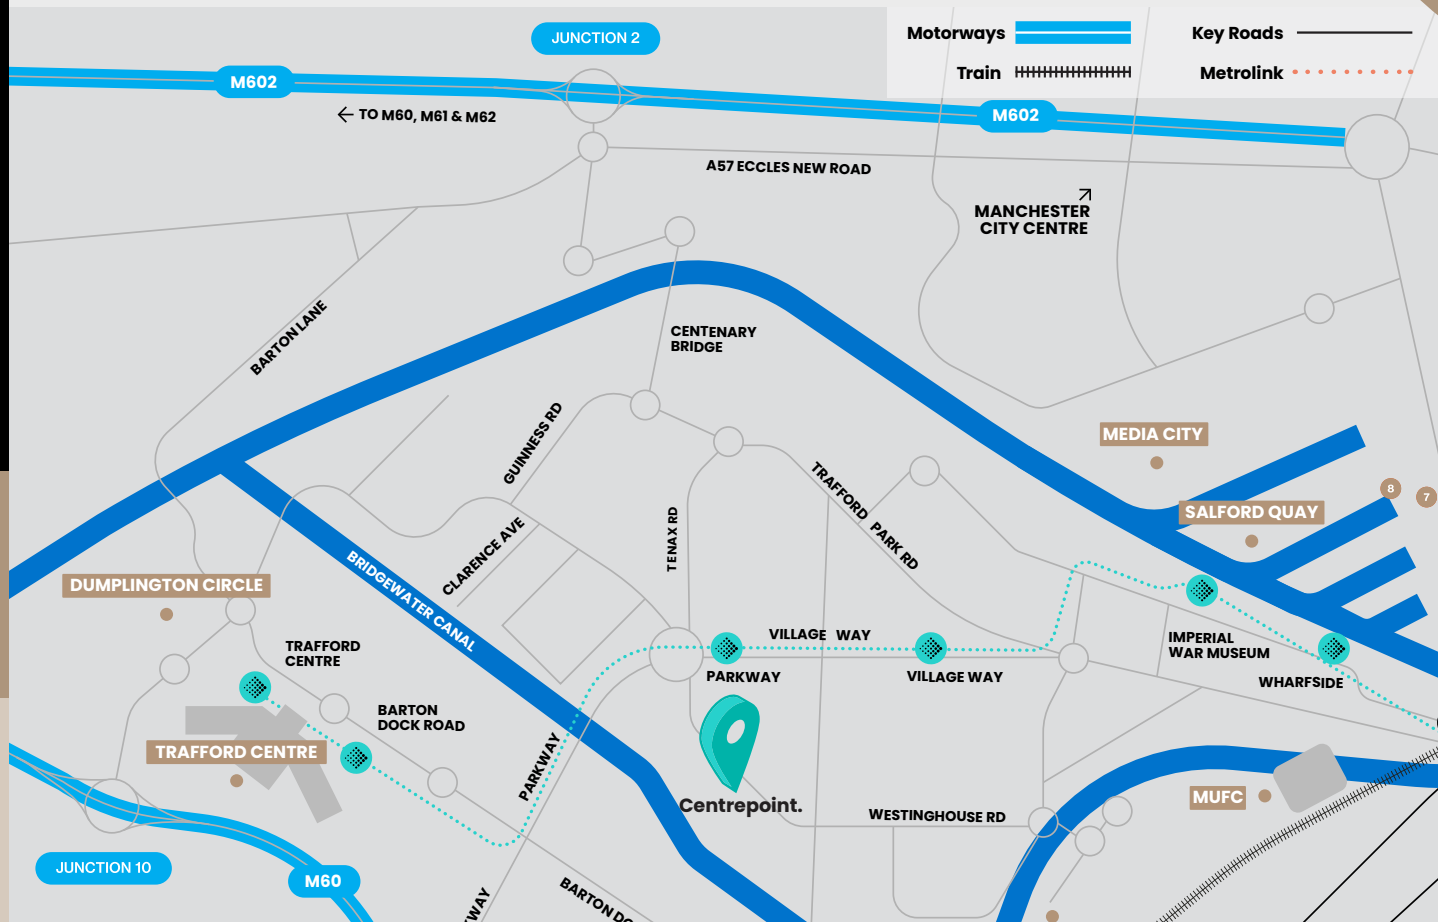 JUNCTION 2
Motorways
Key Roads
Train
Metrolink
M602
TO M60, M61 & M62
M602
A57 ECCLES NEW ROAD
MANCHESTER
CITY CENTRE
BARTON LANE
CENTENARY
BRIDGE
GUINNESS RD
MEDIA CITY
TRAFFORD PARK RD
8
7
SALFORD QUAY
TENAX RD
CLARENCE AVE
BRIDGEWATER CANAL
DUMPLINGTON CIRCLE
TRAFFORD
CENTRE
VILLAGE WAY
IMPERIAL
WAR MUSEUM
PARKWAY
VILLAGE WAY
WHARFSIDE
BARTON
DOCK ROAD
TRAFFORD CENTRE
PARKWAY
Centrepoint.
MUFC
WESTINGHOUSE RD
JUNCTION 10
M60
WAY
BARTON DO